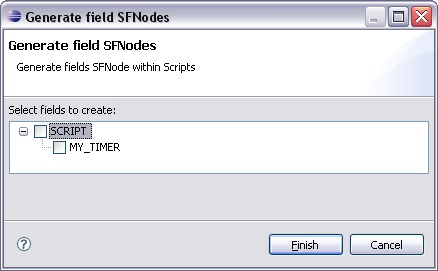 Generate field SFNodes
Generate field SFNodes
Generate fields SFNode within Scripts
Select fields to create:
SCRIPT
MY_TIMER
?
Finish
Cancel